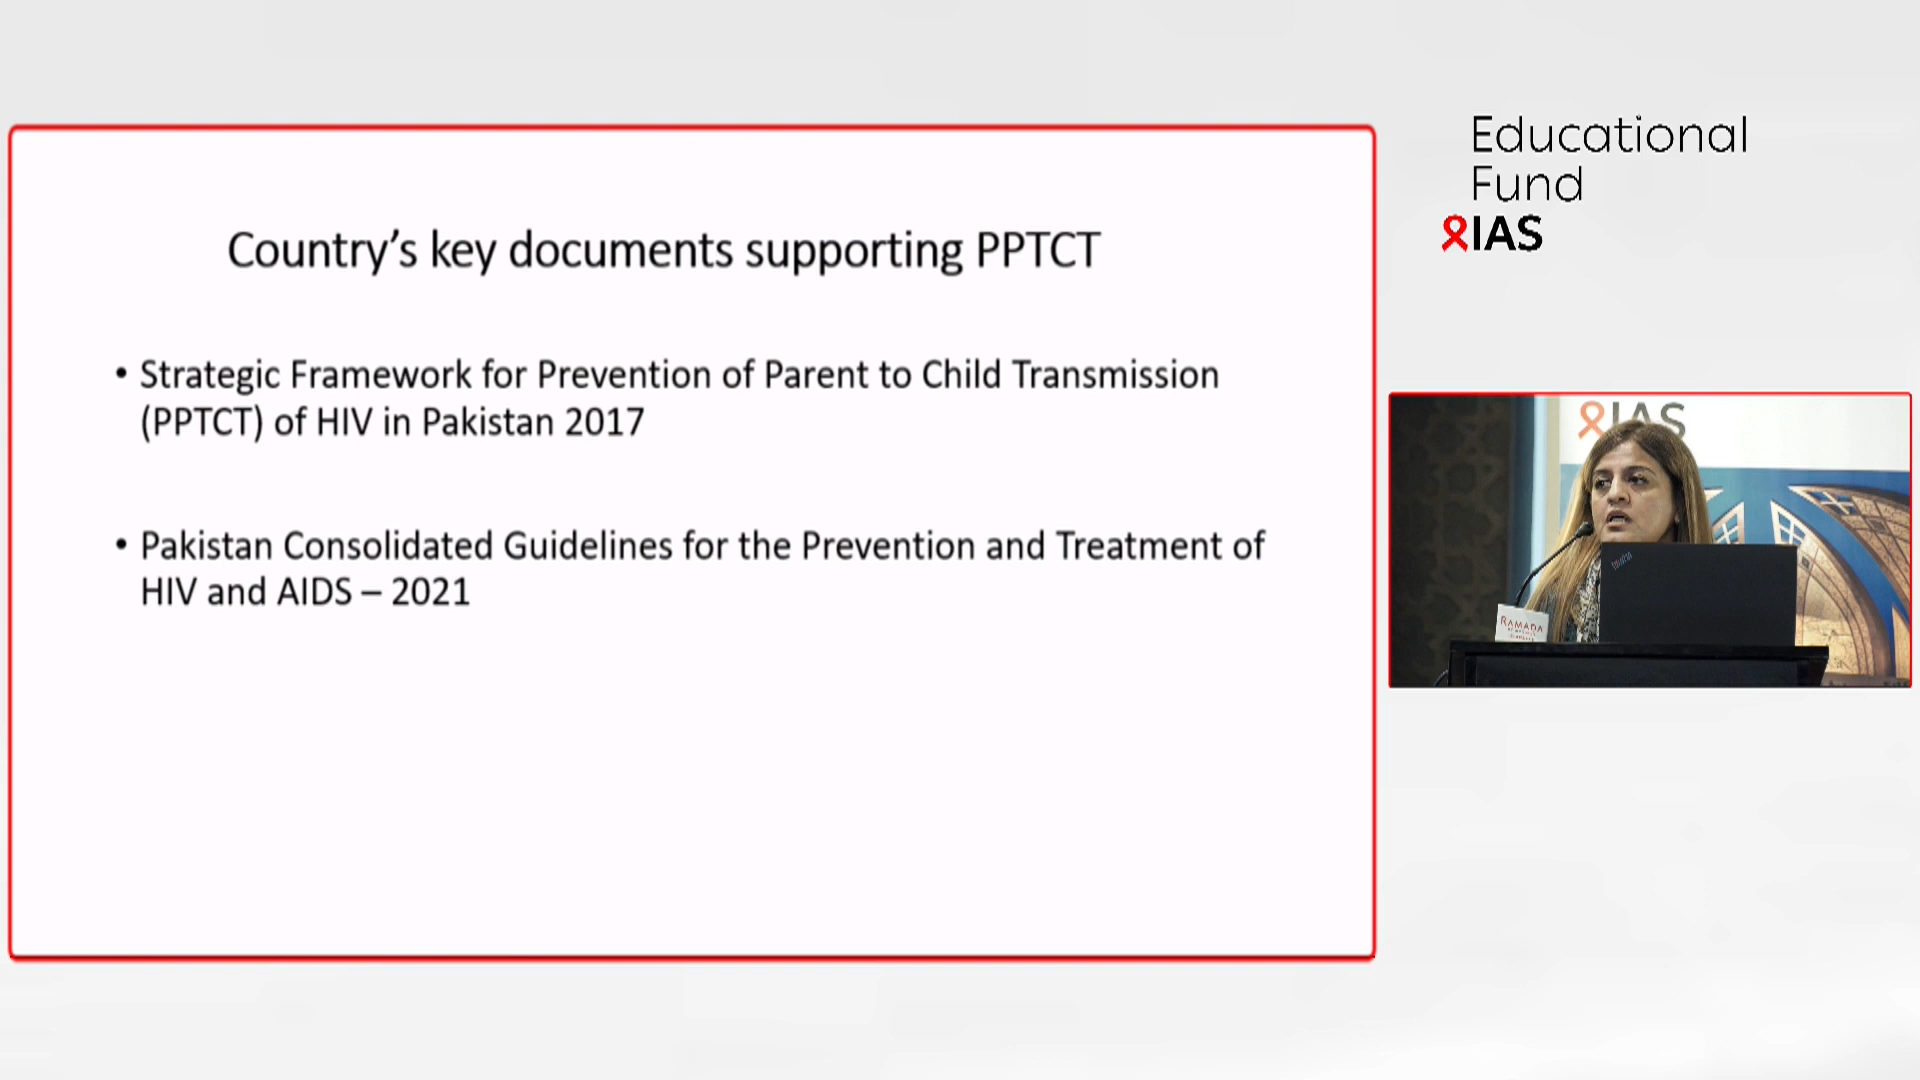 Country's key documents supporting PPTCT
• Strategic Framework for Prevention of Parent to Child Transmission
(PPTCT) of HIV in Pakistan 2017
• Pakistan Consolidated Guidelines for the Prevention and Treatment of
HIV and AIDS – 2021
Educational
Fund
IAS
IAS
RAMADA